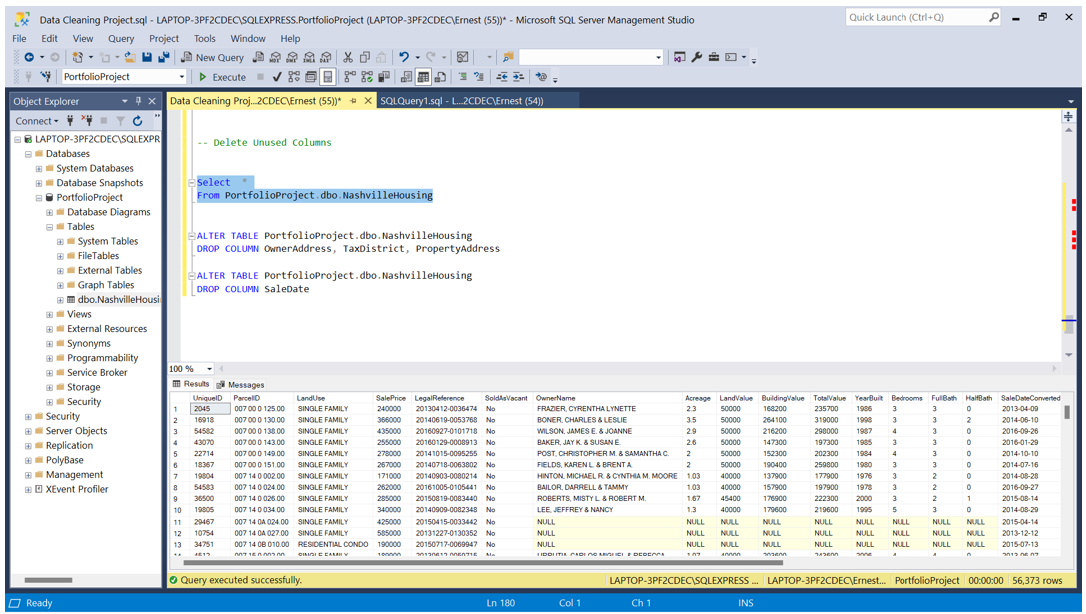 Data Cleaning Project.sql - LAPTOP-3PF2CDEC\SQLEXPRESS.PortfolioProject (LAPTOP-3PF2CDEC\Ernest (55))* - Microsoft SQL Server Management Studio
Quick Launch (Ctrl+Q)
File Edit View Query Project Tools Window Help
New Query
PortfolioProject
Execute
Object Explorer
Data Cleaning Proj...2CDEC\Ernest (55))*
SQLQuery1.sql - L...2CDEC\Ernest (54))
Connect
LAPTOP-3PF2CDEC\SQLEXPR
Databases
System Databases
Database Snapshots
PortfolioProject
Database Diagrams
Tables
System Tables
FileTables
External Tables
Graph Tables
dbo.NashvilleHousi
Views
External Resources
Synonyms
Programmability
Service Broker
Storage
Security
Security
Server Objects
Replication
PolyBase
Management
XEvent Profiler
-- Delete Unused Columns
Select *
From PortfolioProject.dbo.NashvilleHousing
ALTER TABLE PortfolioProject.dbo.NashvilleHousing
DROP COLUMN OwnerAddress, TaxDistrict, PropertyAddress
ALTER TABLE PortfolioProject.dbo.NashvilleHousing
DROP COLUMN SaleDate
100 %
Results Messages
UniqueID ParcelID LandUse SalePrice LegalReference SoldAsVacant OwnerName Acreage LandValue BuildingValue TotalValue YearBuilt Bedrooms FullBath HalfBath SaleDateConverted
1 2045 007 00 0 125.00 SINGLE FAMILY 240000 20130412-0036474 No FRAZIER, CYRENTHA LYNETTE 2.3 50000 168200 235700 1986 3 3 0 2013-04-09
2 16918 007 00 0 130.00 SINGLE FAMILY 366000 20140619-0053768 No BONER, CHARLES & LESLIE 3.5 50000 264100 319000 1998 3 3 2 2014-06-10
3 54582 007 00 0 138.00 SINGLE FAMILY 435000 20160927-0101718 No WILSON, JAMES E. & JOANNE 2.9 50000 216200 298000 1987 4 3 0 2016-09-26
4 43070 007 00 0 143.00 SINGLE FAMILY 255000 20160129-0008913 No BAKER, JAY K. & SUSAN E. 2.6 50000 147300 197300 1985 3 3 0 2016-01-29
5 22714 007 00 0 149.00 SINGLE FAMILY 278000 20141015-0095255 No POST, CHRISTOPHER M. & SAMANTHA C. 2 50000 152300 202300 1984 4 3 0 2014-10-10
6 18367 007 00 0 151.00 SINGLE FAMILY 267000 20140718-0063802 No FIELDS, KAREN L. & BRENT A. 2 50000 190400 259800 1980 3 3 0 2014-07-16
7 19804 007 14 0 002.00 SINGLE FAMILY 171000 20140903-0080214 No HINTON, MICHAEL R. & CYNTHIA M. MOORE 1.03 40000 137900 177900 1976 3 2 0 2014-08-28
8 54583 007 14 0 024.00 SINGLE FAMILY 262000 20161005-0105441 No BAILOR, DARRELL & TAMMY 1.03 40000 157900 197900 1978 3 2 0 2016-09-27
9 36500 007 14 0 026.00 SINGLE FAMILY 285000 20150819-0083440 No ROBERTS, MISTY L. & ROBERT M. 1.67 45400 176900 222300 2000 3 2 1 2015-08-14
10 19805 007 14 0 034.00 SINGLE FAMILY 340000 20140909-0082348 No LEE, JEFFREY & NANCY 1.3 40000 179600 219600 1995 5 3 0 2014-08-29
11 29467 007 14 0A 024.00 SINGLE FAMILY 425000 20150415-0033442 No NULL NULL NULL NULL NULL NULL NULL NULL NULL 2015-04-14
12 10754 007 14 0A 027.00 SINGLE FAMILY 585000 20131227-0130352 No NULL NULL NULL NULL NULL NULL NULL NULL NULL 2013-12-12
13 34751 007 14 0B 010.00 RESIDENTIAL CONDO 190000 20150717-0069947 No NULL NULL NULL NULL NULL NULL NULL NULL NULL 2015-07-13
Query executed successfully.
LAPTOP-3PF2CDEC\SQLEXPRESS ... LAPTOP-3PF2CDEC\Ernest... PortfolioProject 00:00:00 56,373 rows
Ready Ln 180 Col 1 Ch 1 INS